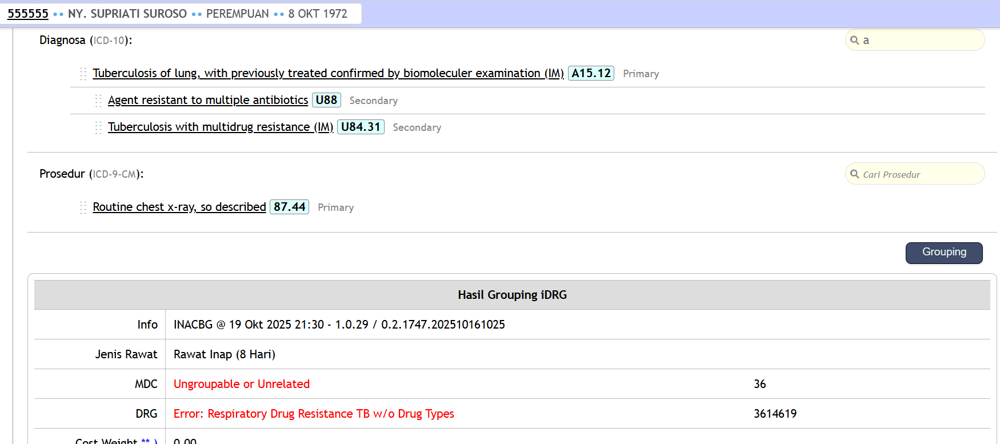 555555 •• NY. SUPRIATI SUROSO •• PEREMPUAN •• 8 OKT 1972
Diagnosa (ICD-10):
a
Tuberculosis of lung, with previously treated confirmed by biomoleculer examination (IM) A15.12 Primary
Agent resistant to multiple antibiotics U88 Secondary
Tuberculosis with multidrug resistance (IM) U84.31 Secondary
Prosedur (ICD-9-CM):
Cari Prosedur
Routine chest x-ray, so described 87.44 Primary
Grouping
Hasil Grouping iDRG
Info INACBG @ 19 Okt 2025 21:30 - 1.0.29 / 0.2.1747.202510161025
Jenis Rawat Rawat Inap (8 Hari)
MDC Ungroupable or Unrelated 36
DRG Error: Respiratory Drug Resistance TB w/o Drug Types 3614619
Cost Weight **) 0.00